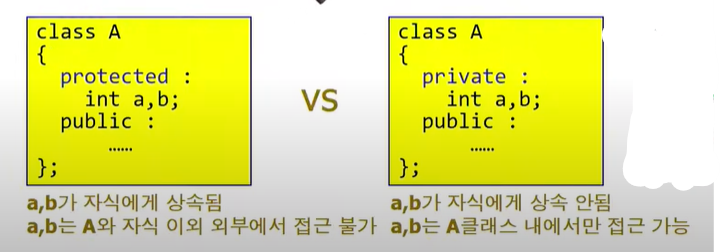 class A
{
protected :
int a,b;
public :
......
};
a,b가 자식에게 상속됨
a,b는 A와 자식 이외 외부에서 접근 불가
VS
class A
{
private :
int a,b;
public :
......
};
a,b가 자식에게 상속 안됨
a,b는 A클래스 내에서만 접근 가능